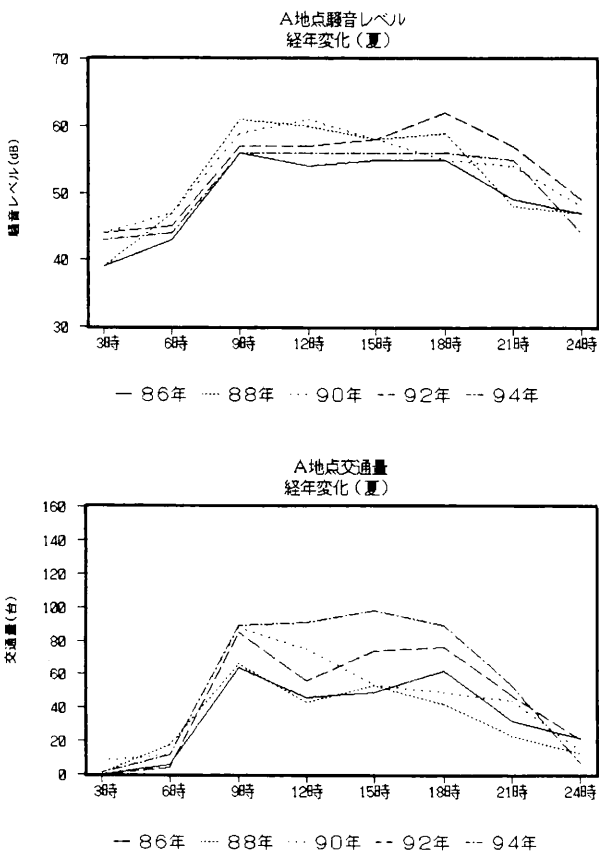 A地点騒音レベル
経年変化（夏）
騒音レベル(dB)
70
60
50
40
30
3時 6時 9時 12時 15時 18時 21時 24時
86年 88年 90年 92年 94年
A地点交通量
経年変化（夏）
交通量(台)
160
140
120
100
80
60
40
20
0
3時 6時 9時 12時 15時 18時 21時 24時
86年 88年 90年 92年 94年